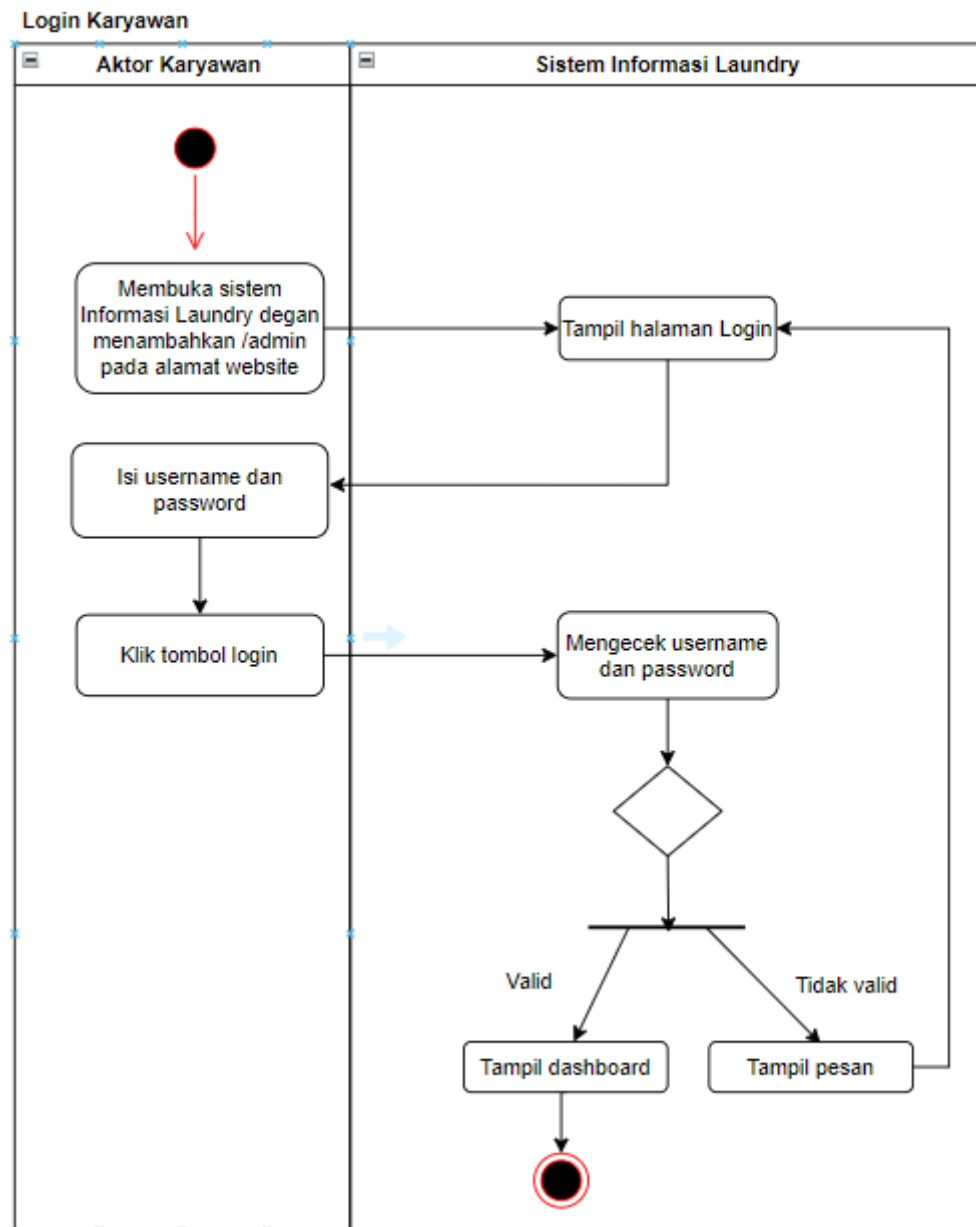 Login Karyawan
Aktor Karyawan
Sistem Informasi Laundry
Membuka sistem
Informasi Laundry degan
menambahkan /admin
pada alamat website
Tampil halaman Login
Isi username dan
password
Klik tombol login
Mengecek username
dan password
Valid
Tidak valid
Tampil dashboard
Tampil pesan